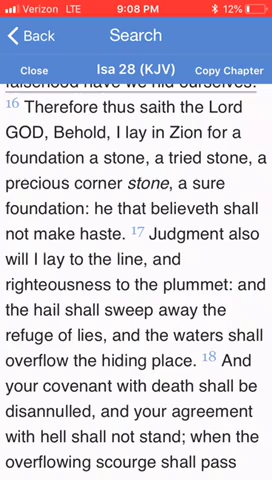 Verizon LTE 9:08 PM 12%
Back Search
Close Isa 28 (KJV) Copy Chapter
falsehood have we hid ourselves:
16 Therefore thus saith the Lord
GOD, Behold, I lay in Zion for a
foundation a stone, a tried stone, a
precious corner stone, a sure
foundation: he that believeth shall
not make haste. 17 Judgment also
will I lay to the line, and
righteousness to the plummet: and
the hail shall sweep away the
refuge of lies, and the waters shall
overflow the hiding place. 18 And
your covenant with death shall be
disannulled, and your agreement
with hell shall not stand; when the
overflowing scourge shall pass